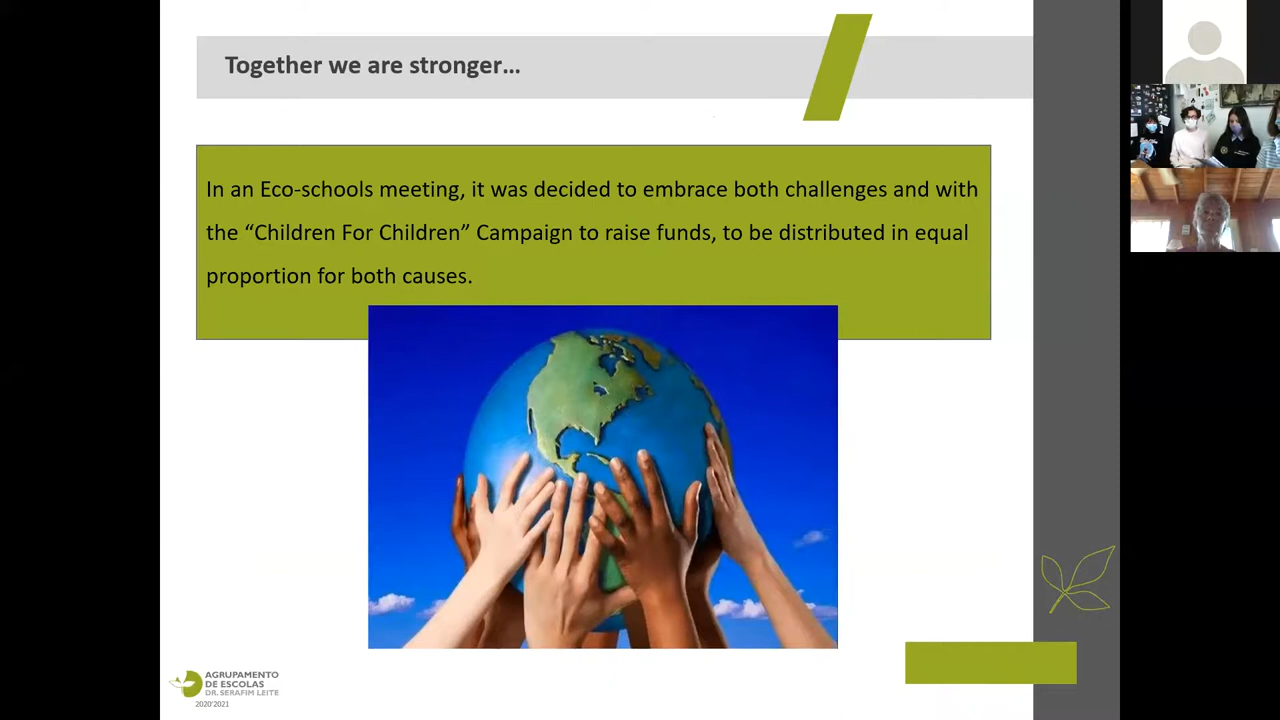 Together we are stronger…
In an Eco-schools meeting, it was decided to embrace both challenges and with
the “Children For Children” Campaign to raise funds, to be distributed in equal
proportion for both causes.
AGRUPAMENTO
DE ESCOLAS
DR. SERAFIM LEITE
2020'2021